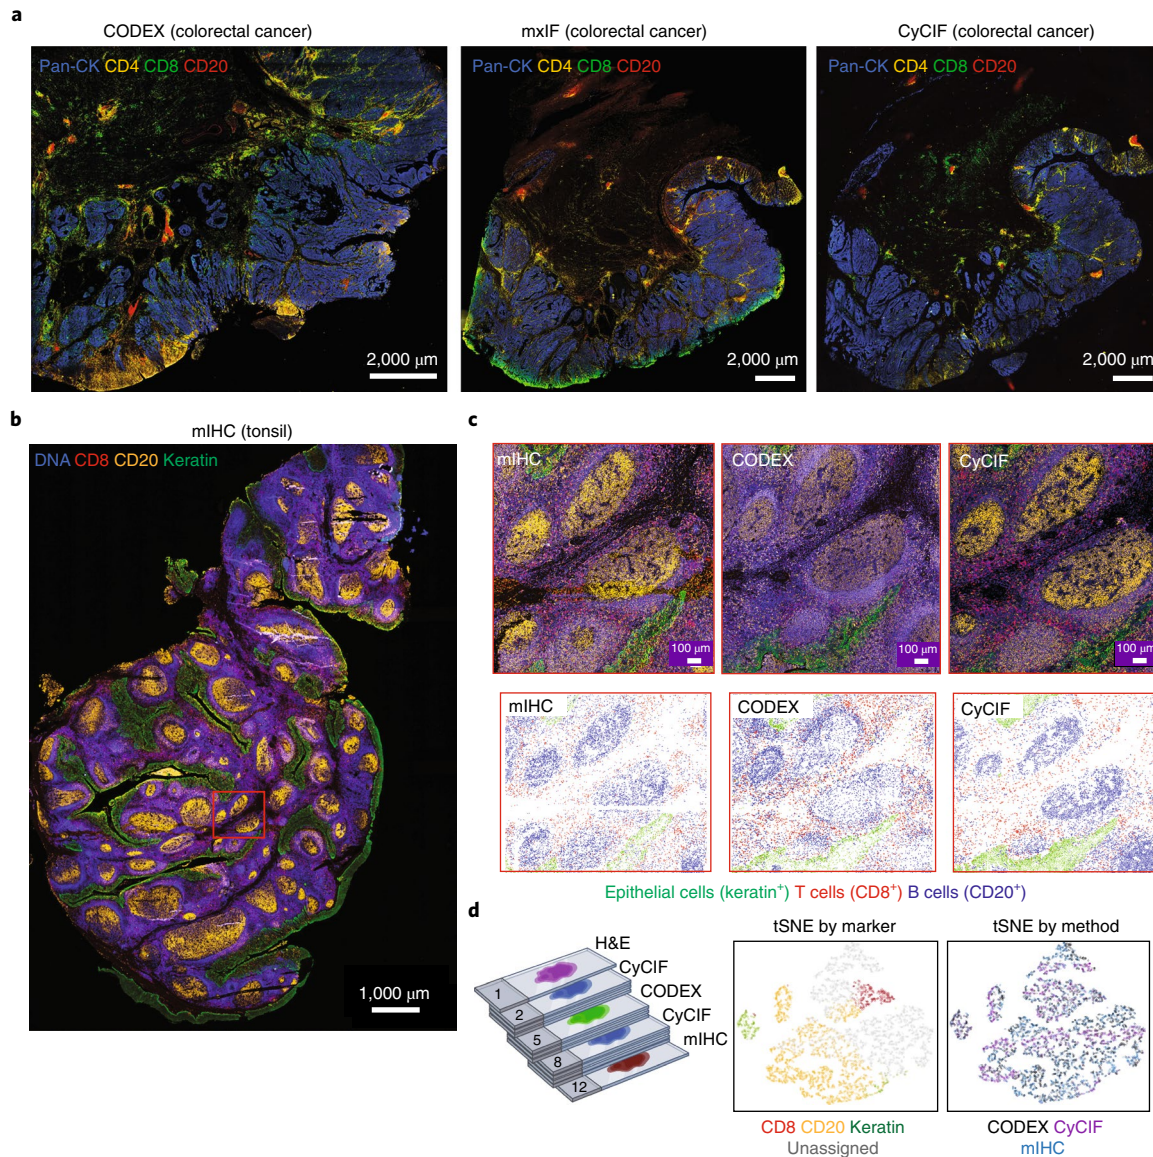 a
CODEX (colorectal cancer)
mxIF (colorectal cancer)
CyCIF (colorectal cancer)
Pan-CK CD4 CD8 CD20
Pan-CK CD4 CD8 CD20
Pan-CK CD4 CD8 CD20
2,000 µm
2,000 µm
2,000 µm
b
mIHC (tonsil)
DNA CD8 CD20 Keratin
1,000 µm
c
mIHC
CODEX
CyCIF
100 µm
100 µm
100 µm
mIHC
CODEX
CyCIF
Epithelial cells (keratin⁺) T cells (CD8⁺) B cells (CD20⁺)
d
H&E
CyCIF
CODEX
CyCIF
mIHC
1
2
5
8
12
tSNE by marker
CD8 CD20 Keratin
Unassigned
tSNE by method
CODEX CyCIF
mIHC